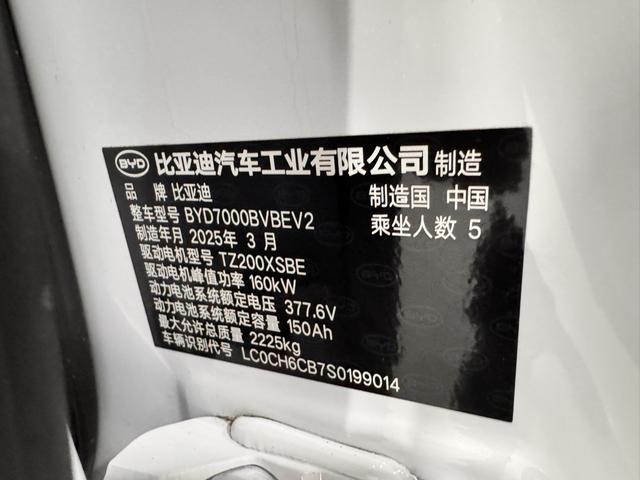 BYD 比亚迪汽车工业有限公司 制造
品 牌 比亚迪 制造国 中国
整车型号 BYD7000BVBEV2 乘坐人数 5
制造年月 2025年 3 月
驱动电机型号 TZ200XSBE
驱动电机峰值功率 160kW
动力电池系统额定电压 377.6V
动力电池系统额定容量 150Ah
最大允许总质量 2225kg
车辆识别代号 LC0CH6CB7S0199014